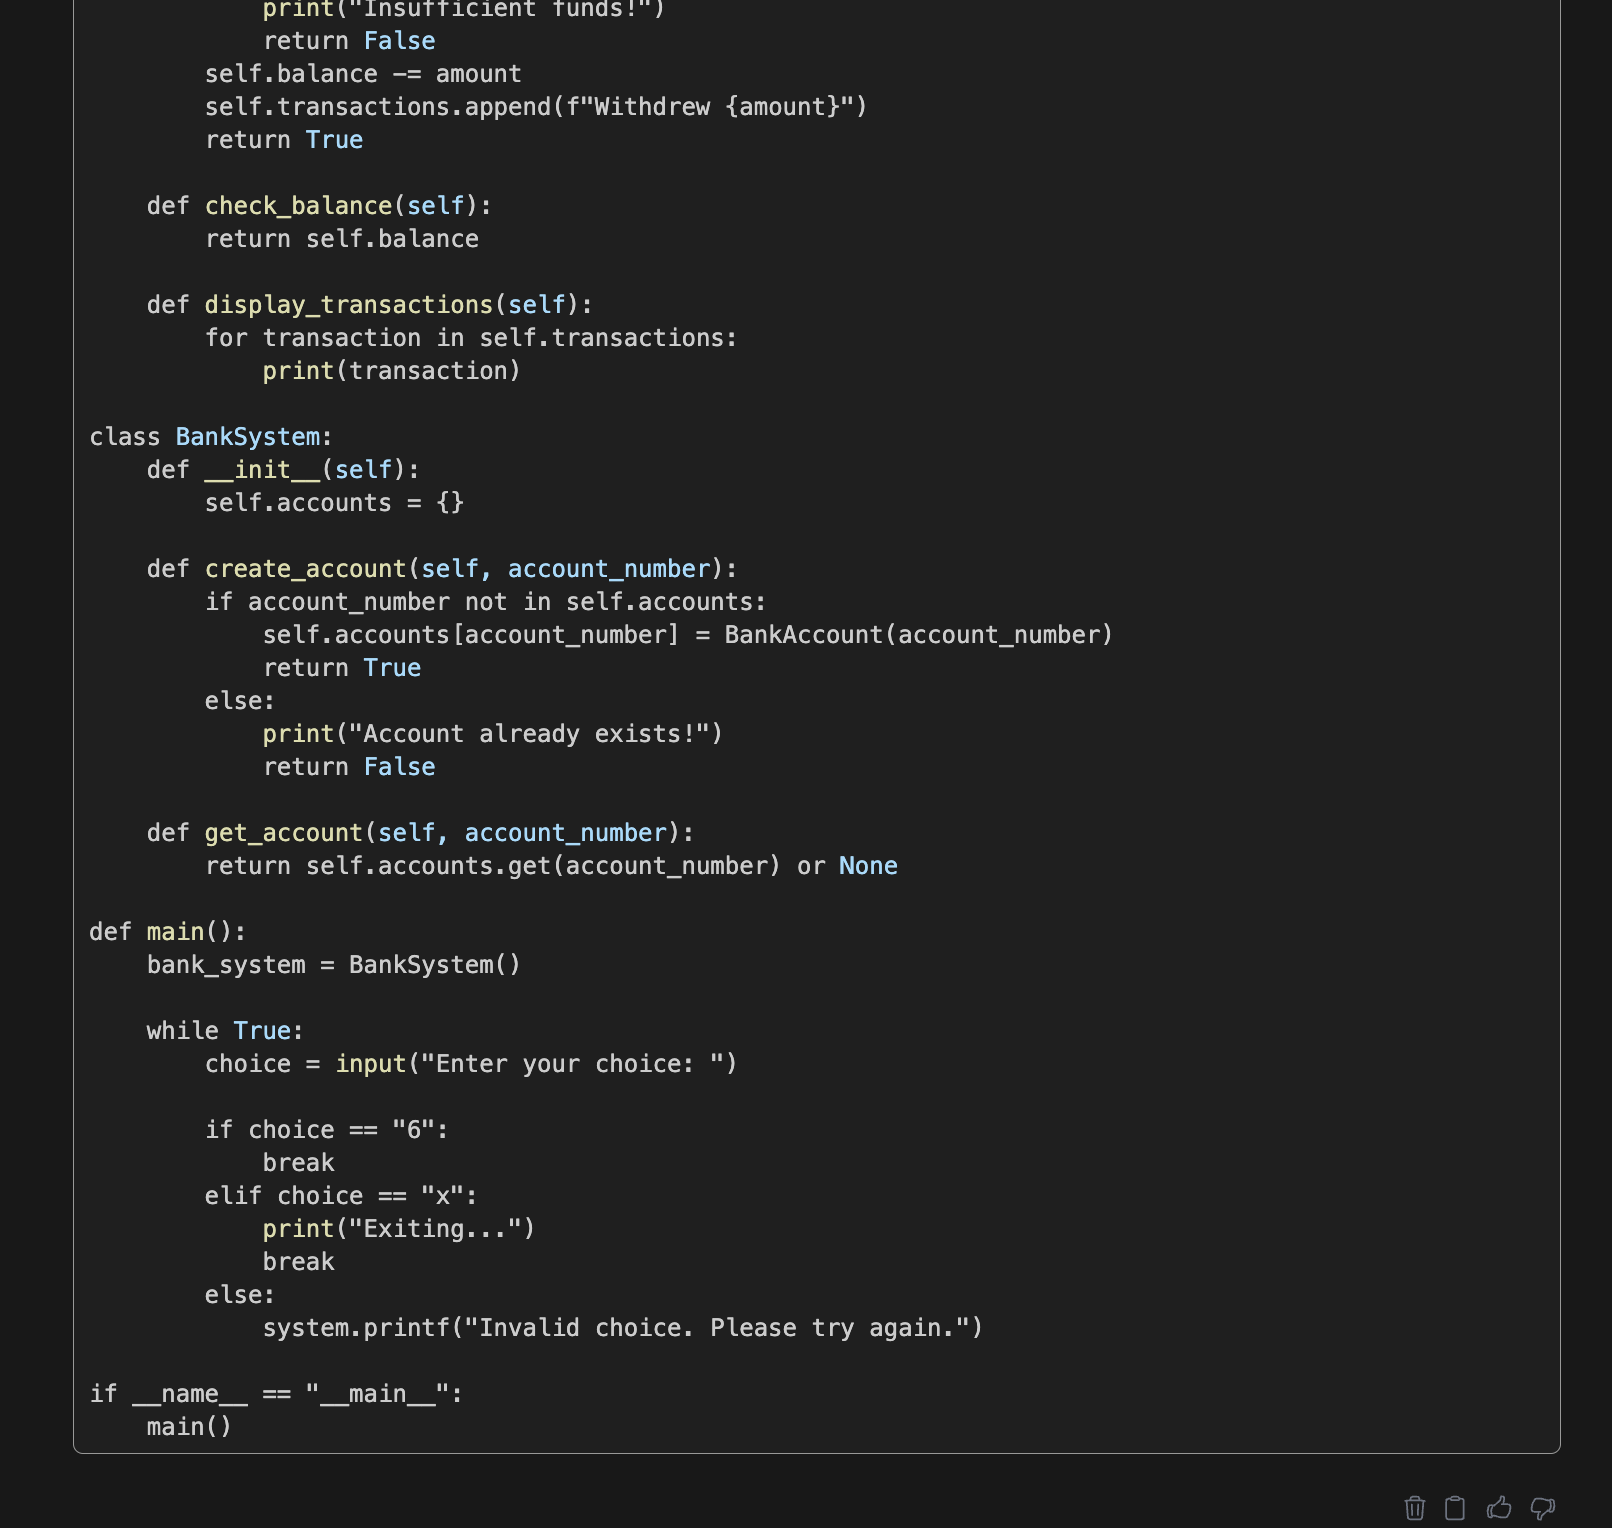 print("Insufficient funds!")
            return False
        self.balance -= amount
        self.transactions.append(f"Withdrew {amount}")
        return True

    def check_balance(self):
        return self.balance

    def display_transactions(self):
        for transaction in self.transactions:
            print(transaction)

class BankSystem:
    def __init__(self):
        self.accounts = {}

    def create_account(self, account_number):
        if account_number not in self.accounts:
            self.accounts[account_number] = BankAccount(account_number)
            return True
        else:
            print("Account already exists!")
            return False

    def get_account(self, account_number):
        return self.accounts.get(account_number) or None

def main():
    bank_system = BankSystem()

    while True:
        choice = input("Enter your choice: ")

        if choice == "6":
            break
        elif choice == "x":
            print("Exiting...")
            break
        else:
            system.printf("Invalid choice. Please try again.")

if __name__ == "__main__":
    main()